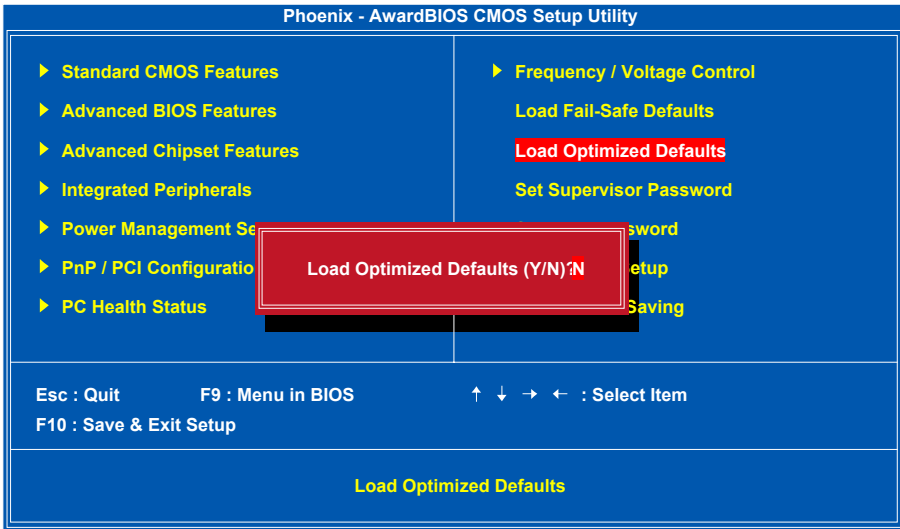 Phoenix - AwardBIOS CMOS Setup Utility
Standard CMOS Features
Advanced BIOS Features
Advanced Chipset Features
Integrated Peripherals
Power Management Se
PnP / PCI Configuratio
PC Health Status
Frequency / Voltage Control
Load Fail-Safe Defaults
Load Optimized Defaults
Set Supervisor Password
sword
etup
Saving
Load Optimized Defaults (Y/N)?N
Esc : Quit F9 : Menu in BIOS ↑ ↓ → ← : Select Item
F10 : Save & Exit Setup
Load Optimized Defaults